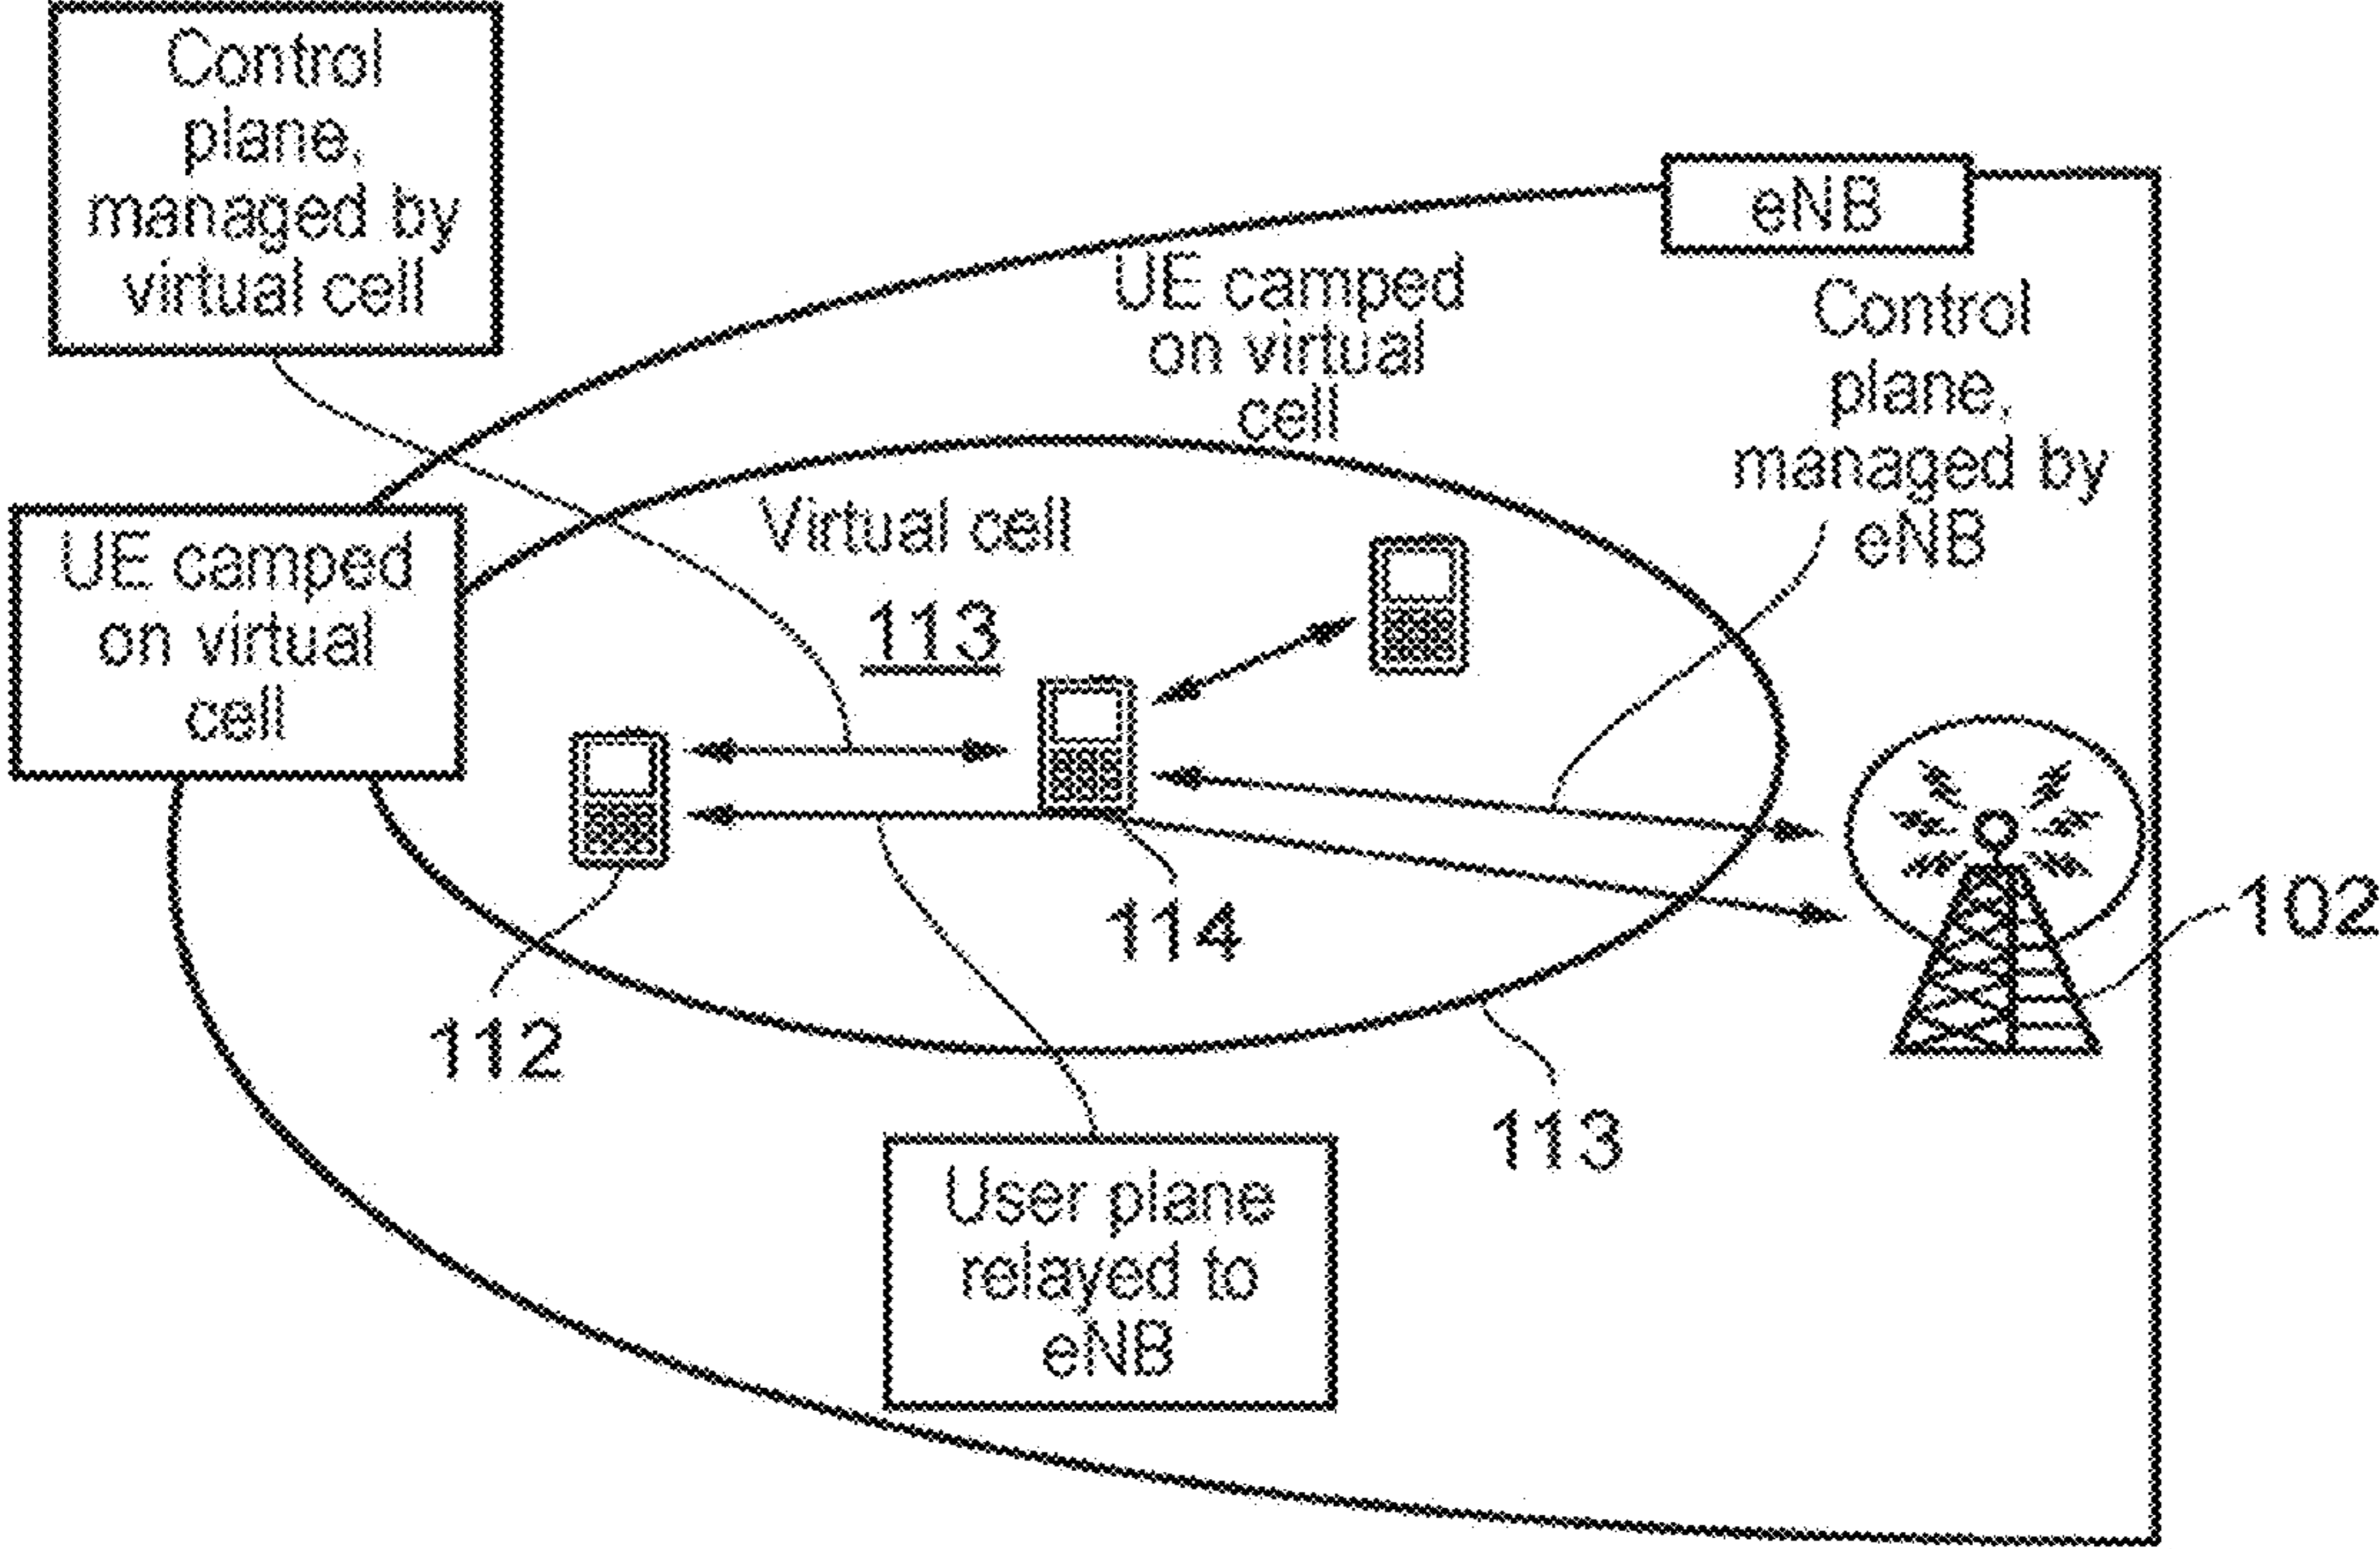 Control
plane,
managed by
virtual cell
eNB
UE camped
on virtual
cell
Control
plane,
managed by
eNB
UE camped
on virtual
cell
Virtual cell
113
114
102
112
113
User plane
relayed to
eNB